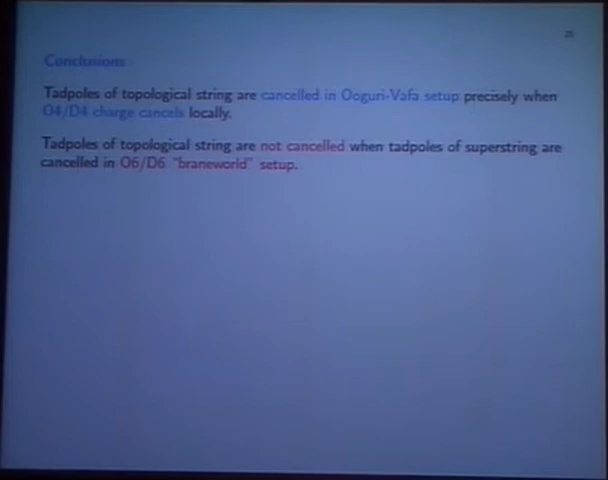 Conclusions
Tadpoles of topological string are cancelled in Ooguri-Vafa setup precisely when
O4/D4 charge cancels locally.
Tadpoles of topological string are not cancelled when tadpoles of superstring are
cancelled in O6/D6 "braneworld" setup.